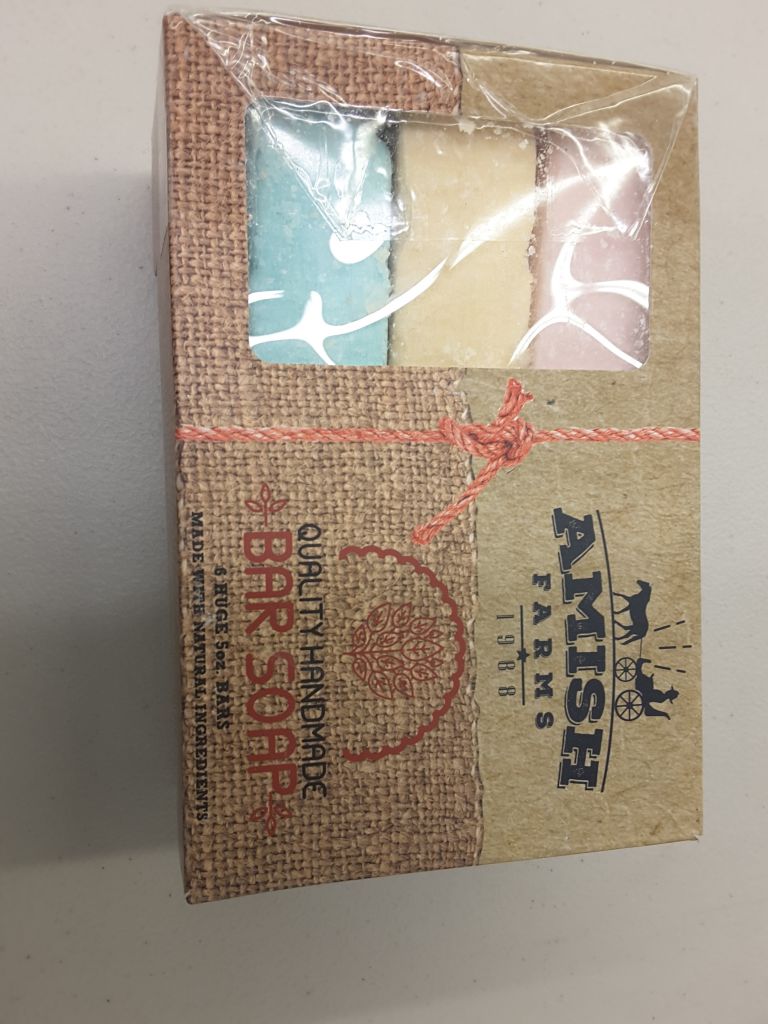 AMISH
FARMS
1988
QUALITY HANDMADE
BAR SOAP
6 HUGE 5oz. BARS
MADE WITH NATURAL INGREDIENTS